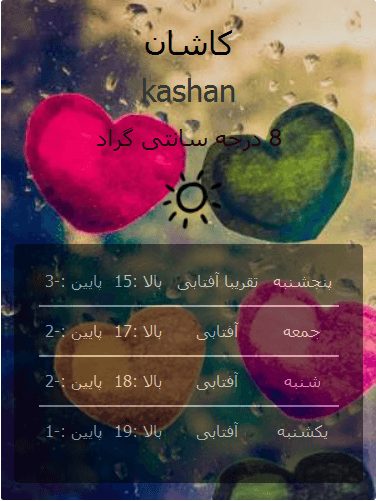 کاشان
kashan
8 درجه سانتی گراد
پنجشنبه تقریبا آفتابی بالا :15 پایین :-3
جمعه آفتابی بالا :17 پایین :-2
شنبه آفتابی بالا :18 پایین :-2
یکشنبه آفتابی بالا :19 پایین :-1